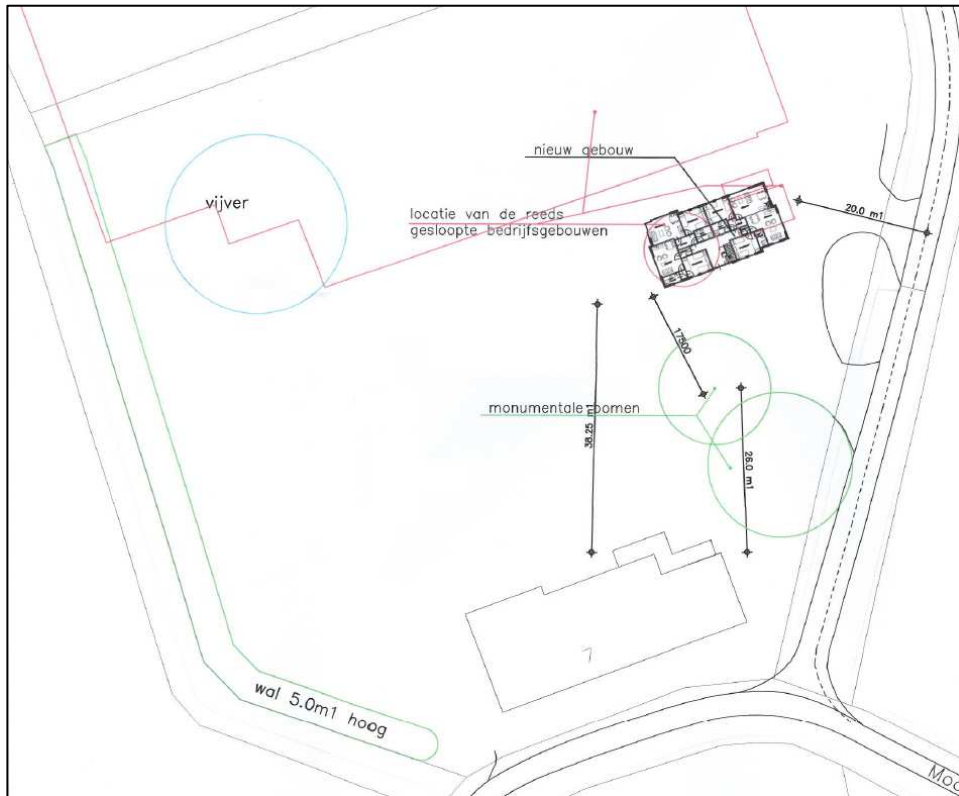 nieuw gebouw
vijver
locatie van de reeds
gesloopte bedrijfsgebouwen
20.0 m1
17500
monumentale bomen
38.25 m1
26.0 m1
7
wal 5.0m1 hoog